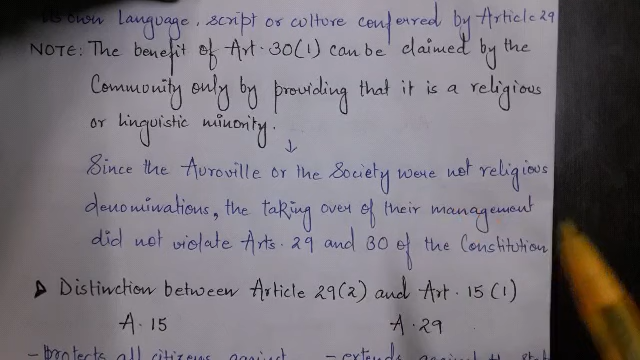 its own language, script or culture conferred by Article 29
NOTE: The benefit of Art. 30(1) can be claimed by the
Community only by providing that it is a religious
or linguistic minority.
↓
Since the Auroville or the Society were not religious
denominations, the taking over of their management
did not violate Arts. 29 and 30 of the Constitution
▶ Distinction between Article 29(2) and Art. 15(1)
A. 15 A. 29
- protects all citizens against - extends against the state